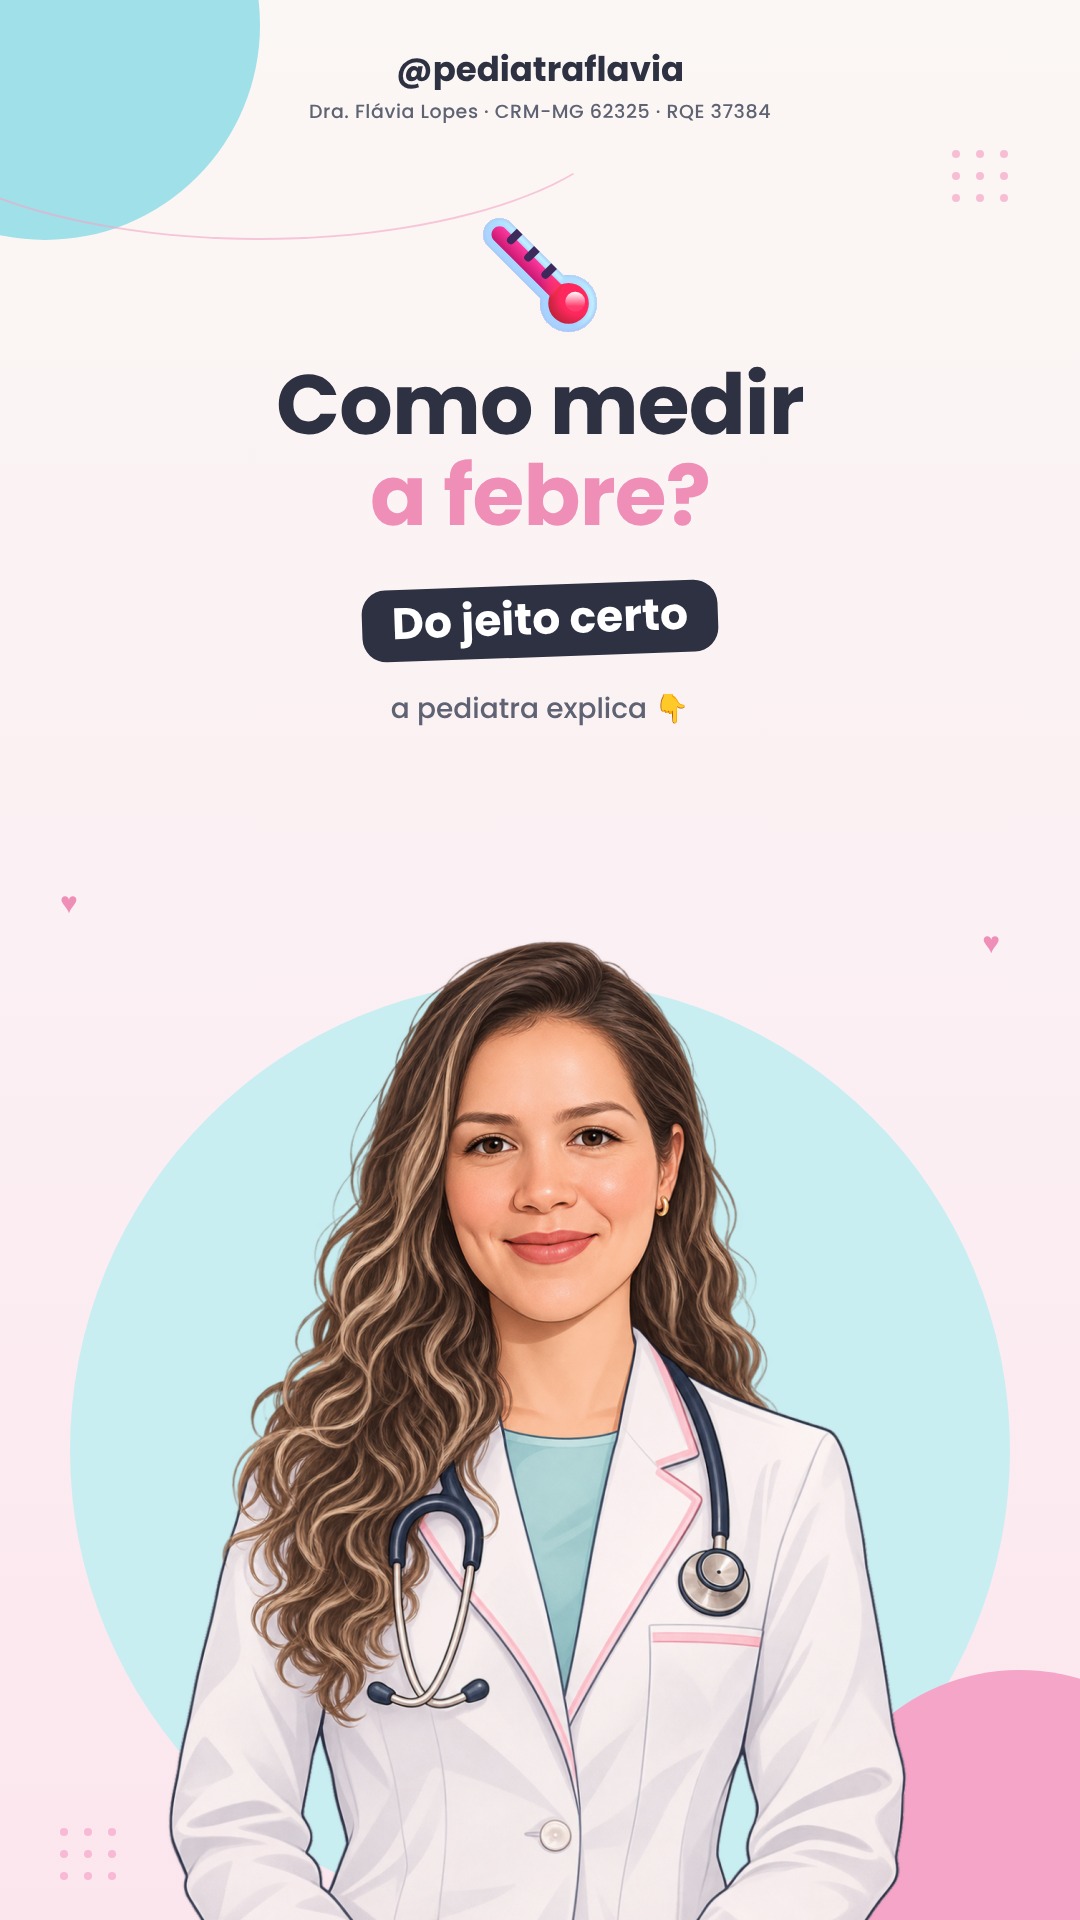 @pediatraflavia
Dra. Flávia Lopes · CRM-MG 62325 · RQE 37384
Como medir
a febre?
Do jeito certo
a pediatra explica 👇